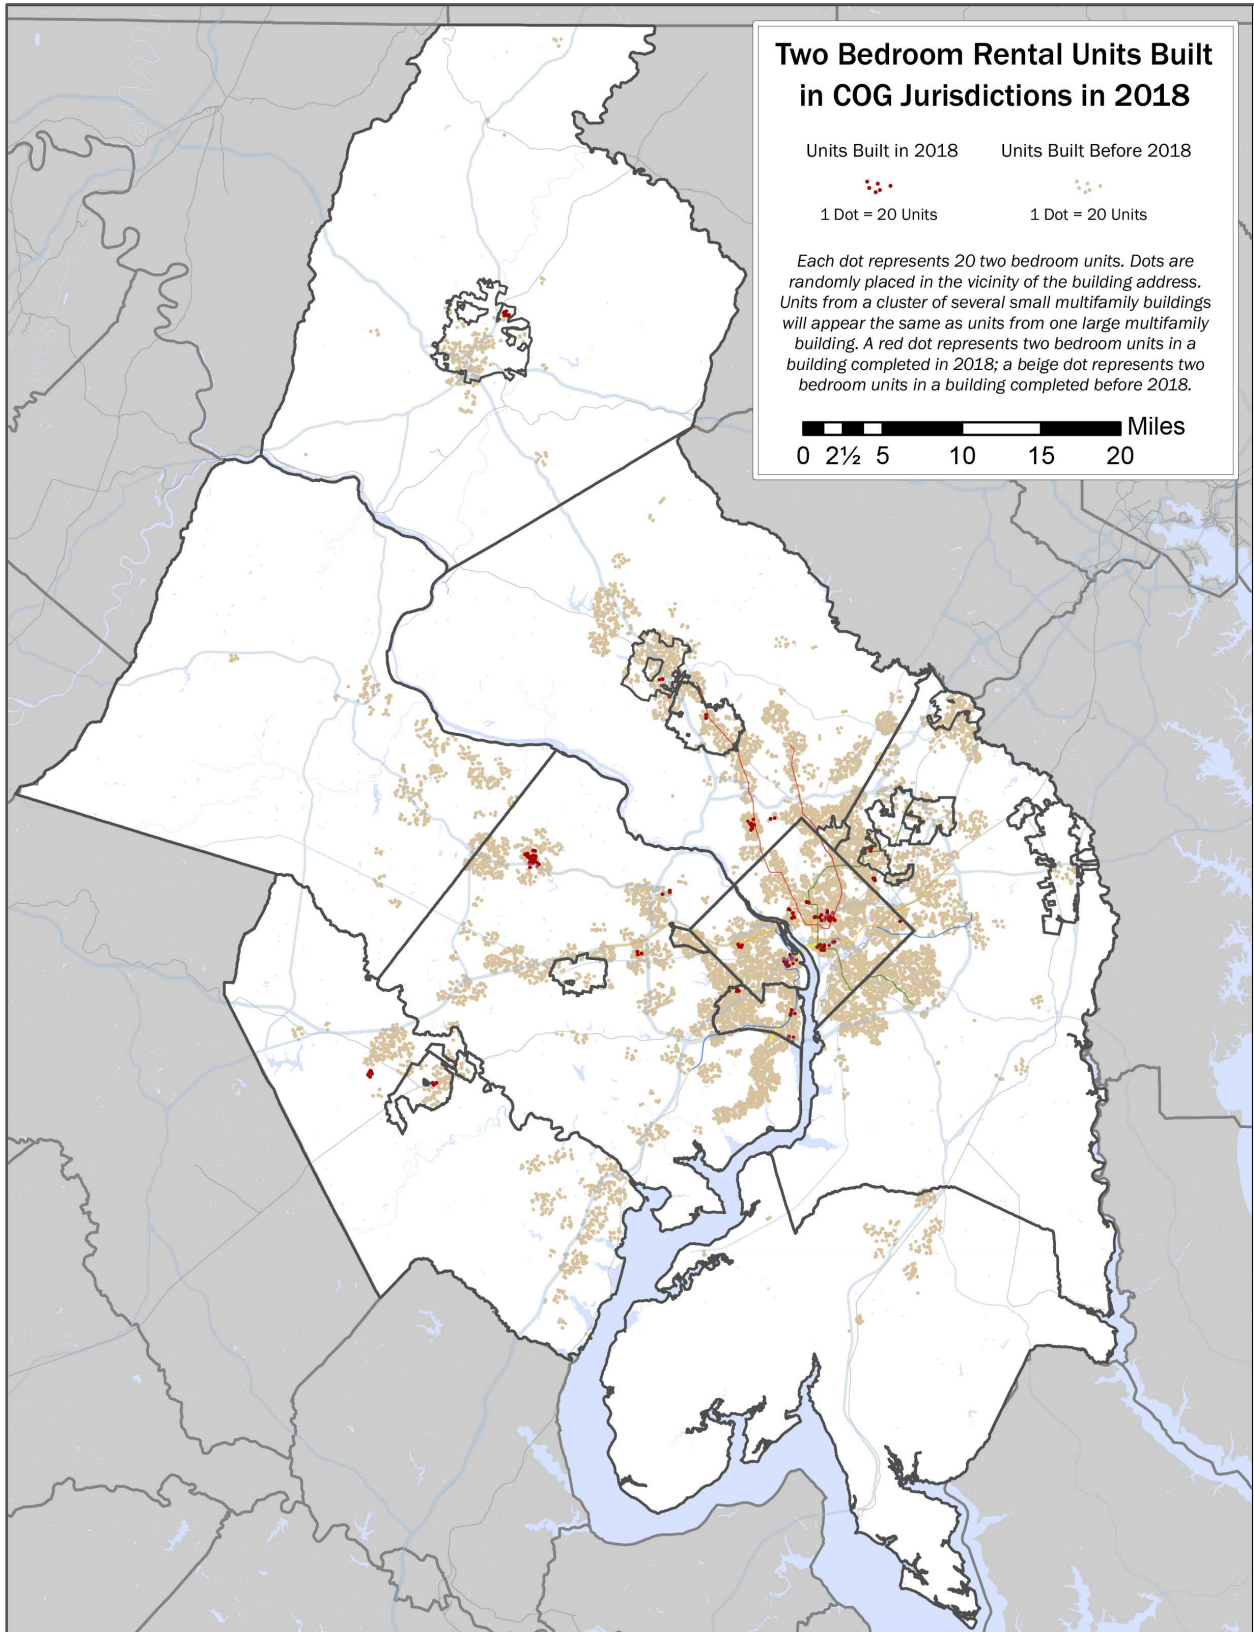 Two Bedroom Rental Units Built
in COG Jurisdictions in 2018
Units Built in 2018
Units Built Before 2018
1 Dot = 20 Units
1 Dot = 20 Units
Each dot represents 20 two bedroom units. Dots are
randomly placed in the vicinity of the building address.
Units from a cluster of several small multifamily buildings
will appear the same as units from one large multifamily
building. A red dot represents two bedroom units in a
building completed in 2018; a beige dot represents two
bedroom units in a building completed before 2018.
Miles
0 2½ 5 10 15 20